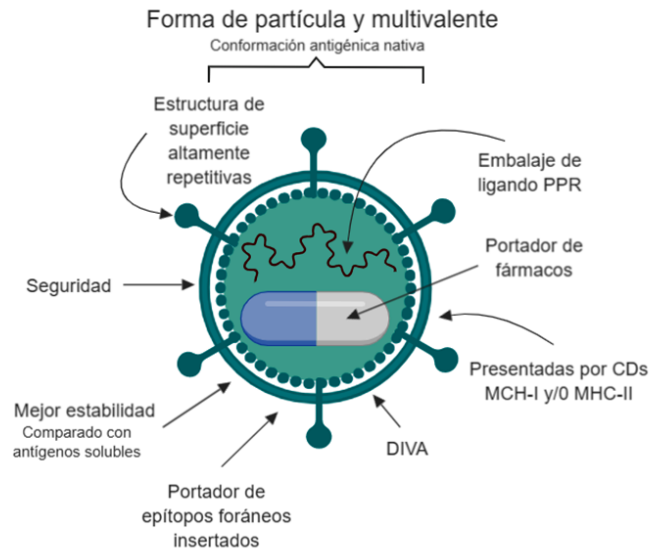 Forma de partícula y multivalente
Conformación antigénica nativa
Estructura de
superficie
altamente
repetitivas
Embalaje de
ligando PPR
Portador de
fármacos
Seguridad
Presentadas por CDs
MCH-I y/0 MHC-II
Mejor estabilidad
Comparado con
antígenos solubles
DIVA
Portador de
epítopos foráneos
insertados